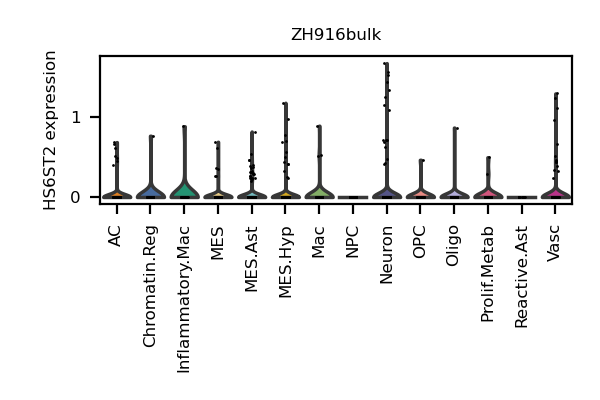 ZH916bulk
HS6ST2 expression
1
0
AC
Chromatin.Reg
Inflammatory.Mac
MES
MES.Ast
MES.Hyp
Mac
NPC
Neuron
OPC
Oligo
Prolif.Metab
Reactive.Ast
Vasc